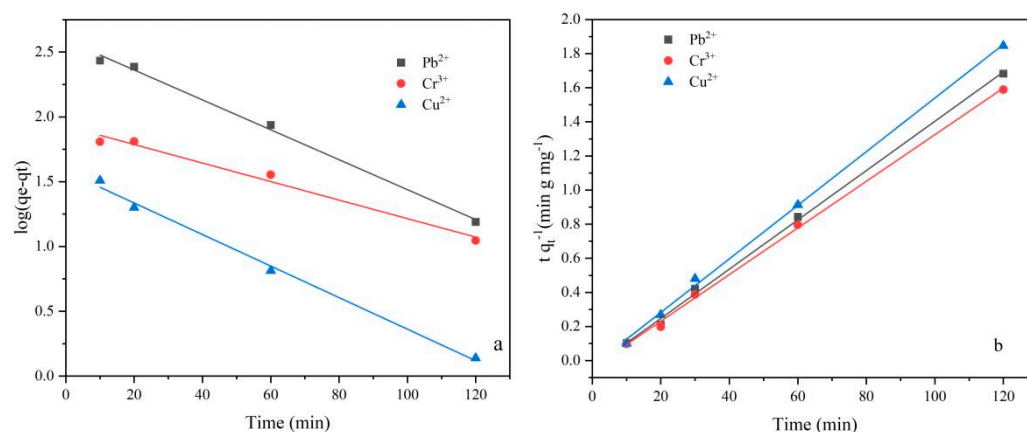 2.5
2.0
1.5
1.0
0.5
0.0
log(qe-qt)
Pb²⁺
Cr³⁺
Cu²⁺
a
0 20 40 60 80 100 120
Time (min)
2.0
1.8
1.6
1.4
1.2
1.0
0.8
0.6
0.4
0.2
0.0
t qₜ⁻¹(min g mg⁻¹)
Pb²⁺
Cr³⁺
Cu²⁺
b
0 20 40 60 80 100 120
Time (min)